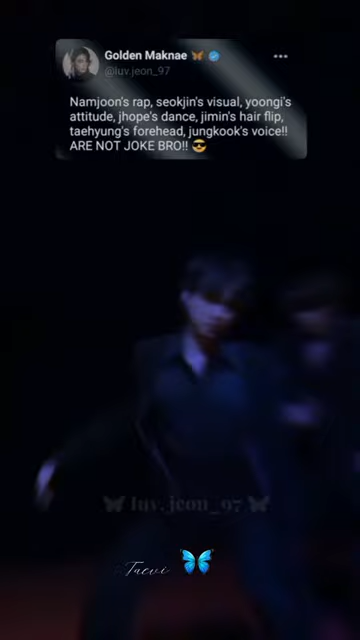 Golden Maknae 🦋
@luv.jeon_97
Namjoon's rap, seokjin's visual, yoongi's
attitude, jhope's dance, jimin's hair flip,
taehyung's forehead, jungkook's voice!!
ARE NOT JOKE BRO!! 😎
🦋 luv.jeon_97 🦋
Taevi 🦋